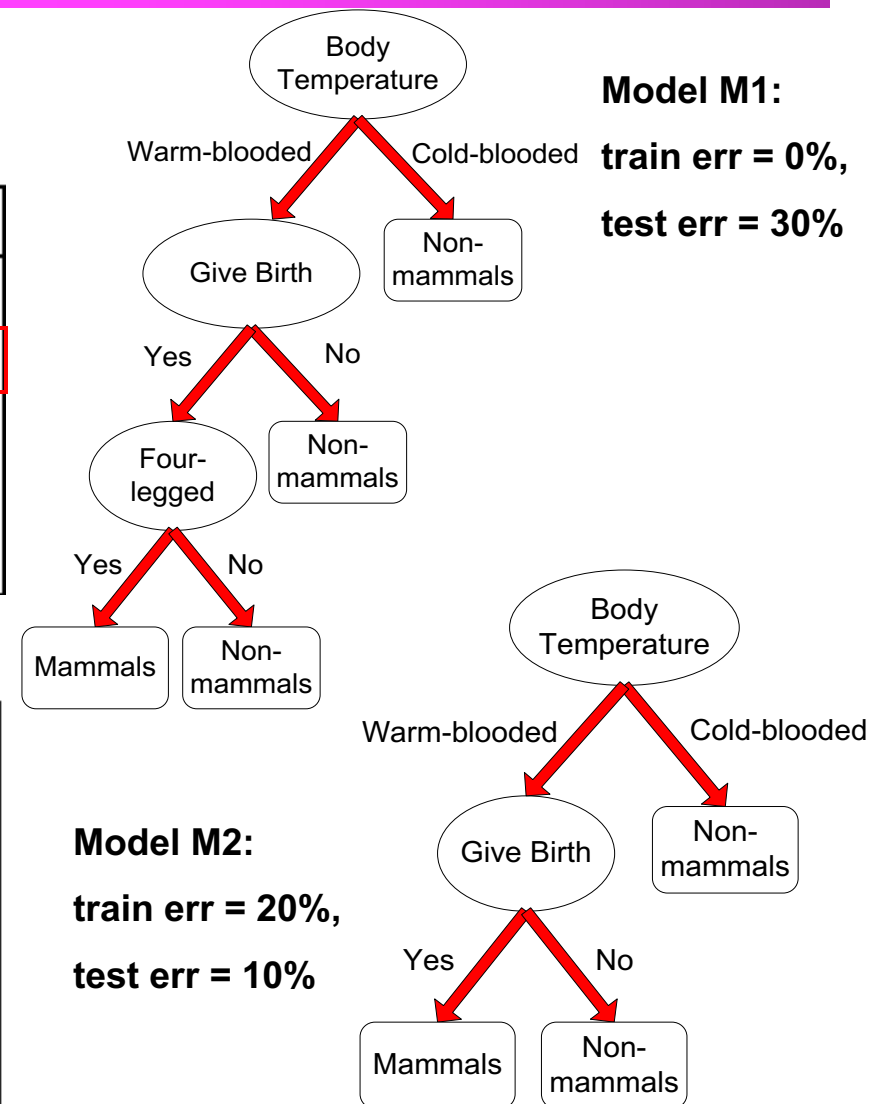 Body
Temperature
Model M1:
train err = 0%,
test err = 30%
Warm-blooded
Cold-blooded
Give Birth
Non-
mammals
Yes
No
Four-
legged
Non-
mammals
Yes
No
Mammals
Non-
mammals
Body
Temperature
Warm-blooded
Cold-blooded
Model M2:
train err = 20%,
test err = 10%
Give Birth
Non-
mammals
Yes
No
Mammals
Non-
mammals